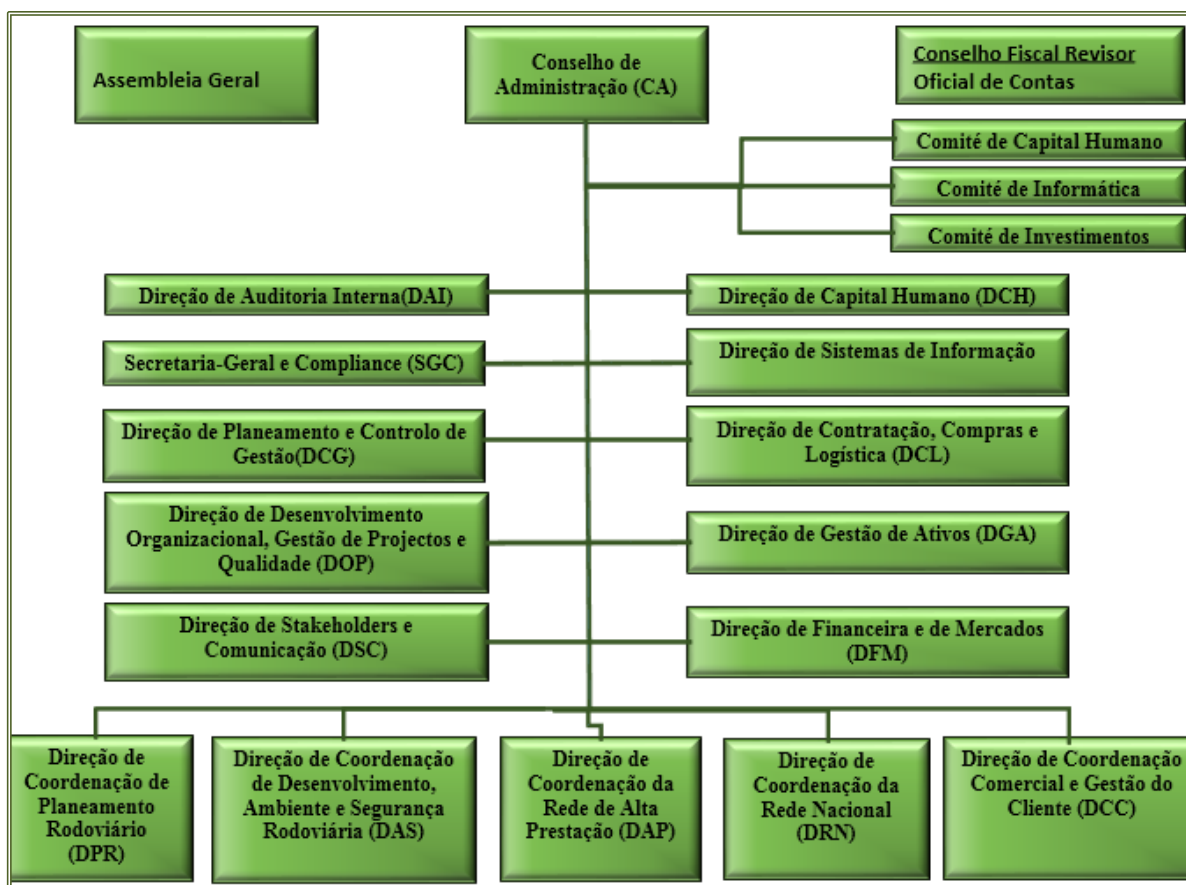 Assembleia Geral
Conselho de
Administração (CA)
Conselho Fiscal Revisor
Oficial de Contas
Comité de Capital Humano
Comité de Informática
Comité de Investimentos
Direção de Auditoria Interna(DAI)
Direção de Capital Humano (DCH)
Secretaria-Geral e Compliance (SGC)
Direção de Sistemas de Informação
Direção de Planeamento e Controlo de
Gestão(DCG)
Direção de Contratação, Compras e
Logística (DCL)
Direção de Desenvolvimento
Organizacional, Gestão de Projectos e
Qualidade (DOP)
Direção de Gestão de Ativos (DGA)
Direção de Stakeholders e
Comunicação (DSC)
Direção de Financeira e de Mercados
(DFM)
Direção de
Coordenação de
Planeamento
Rodoviário
(DPR)
Direção de Coordenação
de Desenvolvimento,
Ambiente e Segurança
Rodoviária (DAS)
Direção de
Coordenação da
Rede de Alta
Prestação (DAP)
Direção de
Coordenação da
Rede Nacional
(DRN)
Direção de Coordenação
Comercial e Gestão do
Cliente (DCC)